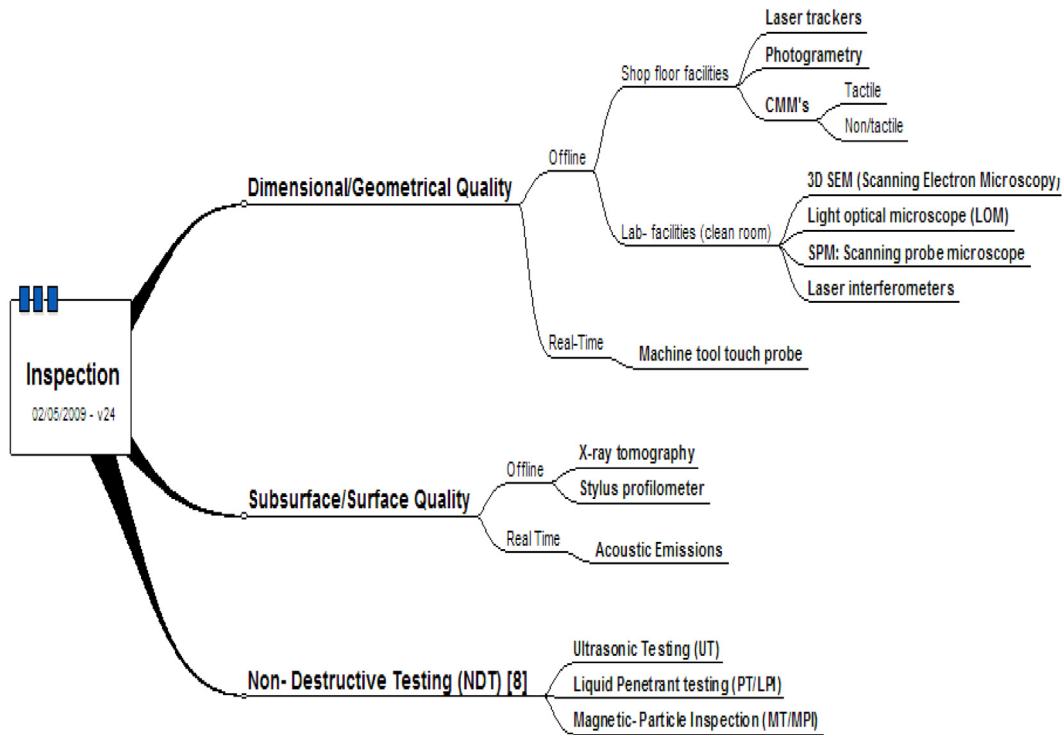 Inspection
02/05/2009 - v24
Dimensional/Geometrical Quality
Offline
Shop floor facilities
Laser trackers
Photogrametry
CMM's
Tactile
Non/tactile
Lab- facilities (clean room)
3D SEM (Scanning Electron Microscopy)
Light optical microscope (LOM)
SPM: Scanning probe microscope
Laser interferometers
Real-Time
Machine tool touch probe
Subsurface/Surface Quality
Offline
X-ray tomography
Stylus profilometer
Real Time
Acoustic Emissions
Non- Destructive Testing (NDT) [8]
Ultrasonic Testing (UT)
Liquid Penetrant testing (PT/LPI)
Magnetic- Particle Inspection (MT/MPI)